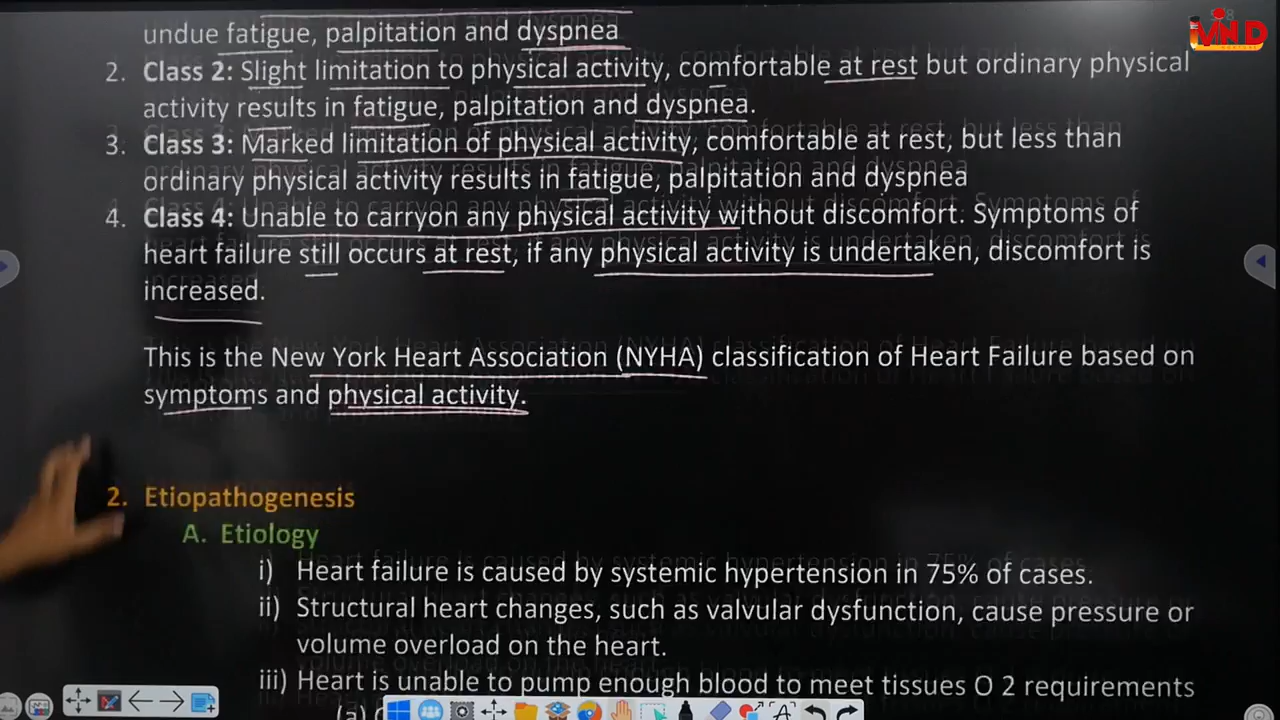 undue fatigue, palpitation and dyspnea
2. Class 2: Slight limitation to physical activity, comfortable at rest but ordinary physical
activity results in fatigue, palpitation and dyspnea.
3. Class 3: Marked limitation of physical activity, comfortable at rest, but less than
ordinary physical activity results in fatigue, palpitation and dyspnea
4. Class 4: Unable to carryon any physical activity without discomfort. Symptoms of
heart failure still occurs at rest, if any physical activity is undertaken, discomfort is
increased.
This is the New York Heart Association (NYHA) classification of Heart Failure based on
symptoms and physical activity.
2. Etiopathogenesis
A. Etiology
i) Heart failure is caused by systemic hypertension in 75% of cases.
ii) Structural heart changes, such as valvular dysfunction, cause pressure or
volume overload on the heart.
iii) Heart is unable to pump enough blood to meet tissues O 2 requirements
(a)